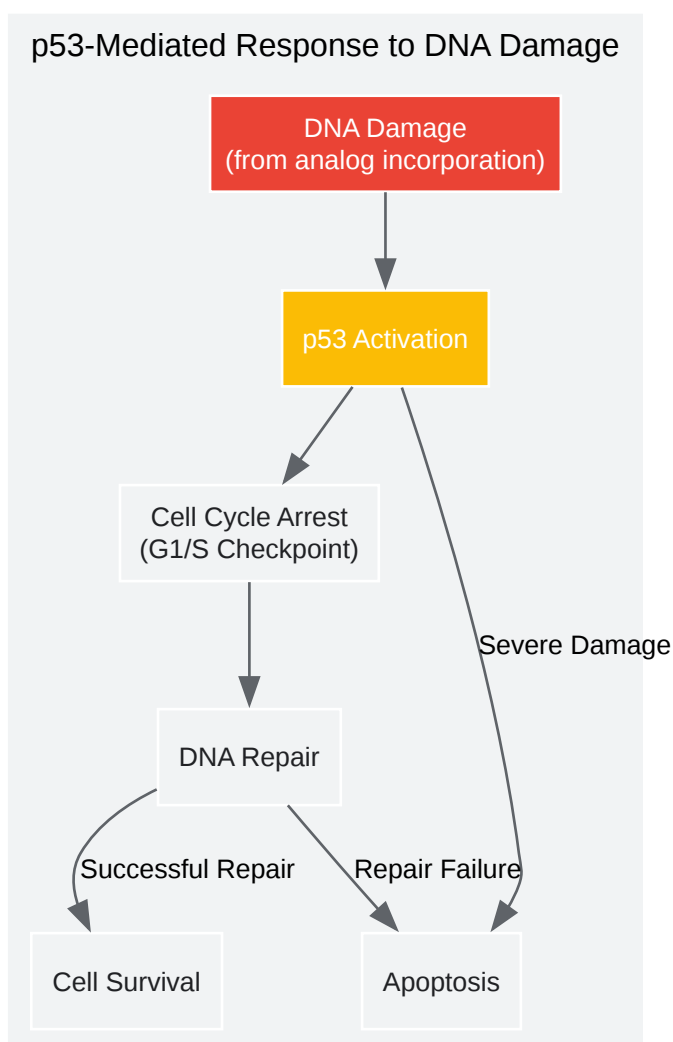 p53-Mediated Response to DNA Damage
DNA Damage
(from analog incorporation)
p53 Activation
Cell Cycle Arrest
(G1/S Checkpoint)
Severe Damage
DNA Repair
Successful Repair
Repair Failure
Cell Survival
Apoptosis